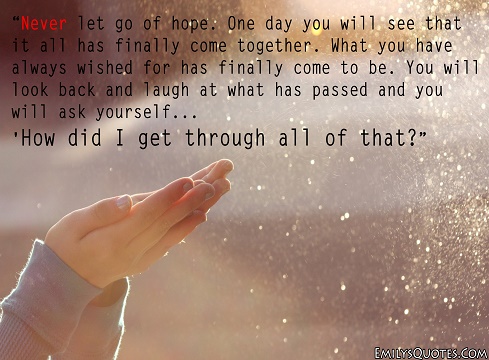 “Never let go of hope. One day you will see that
it all has finally come together. What you have
always wished for has finally come to be. You will
look back and laugh at what has passed and you
will ask yourself...
'How did I get through all of that?”
EmilysQuotes.Com